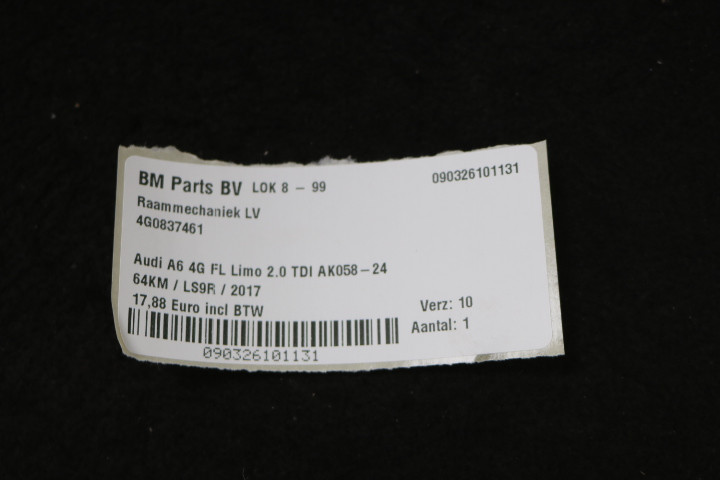 BM Parts BV LOK 8 - 99 090326101131
Raammechaniek LV
4G0837461
Audi A6 4G FL Limo 2.0 TDI AK058-24
64KM / LS9R / 2017
17,88 Euro incl BTW
Verz: 10
Aantal: 1
090326101131